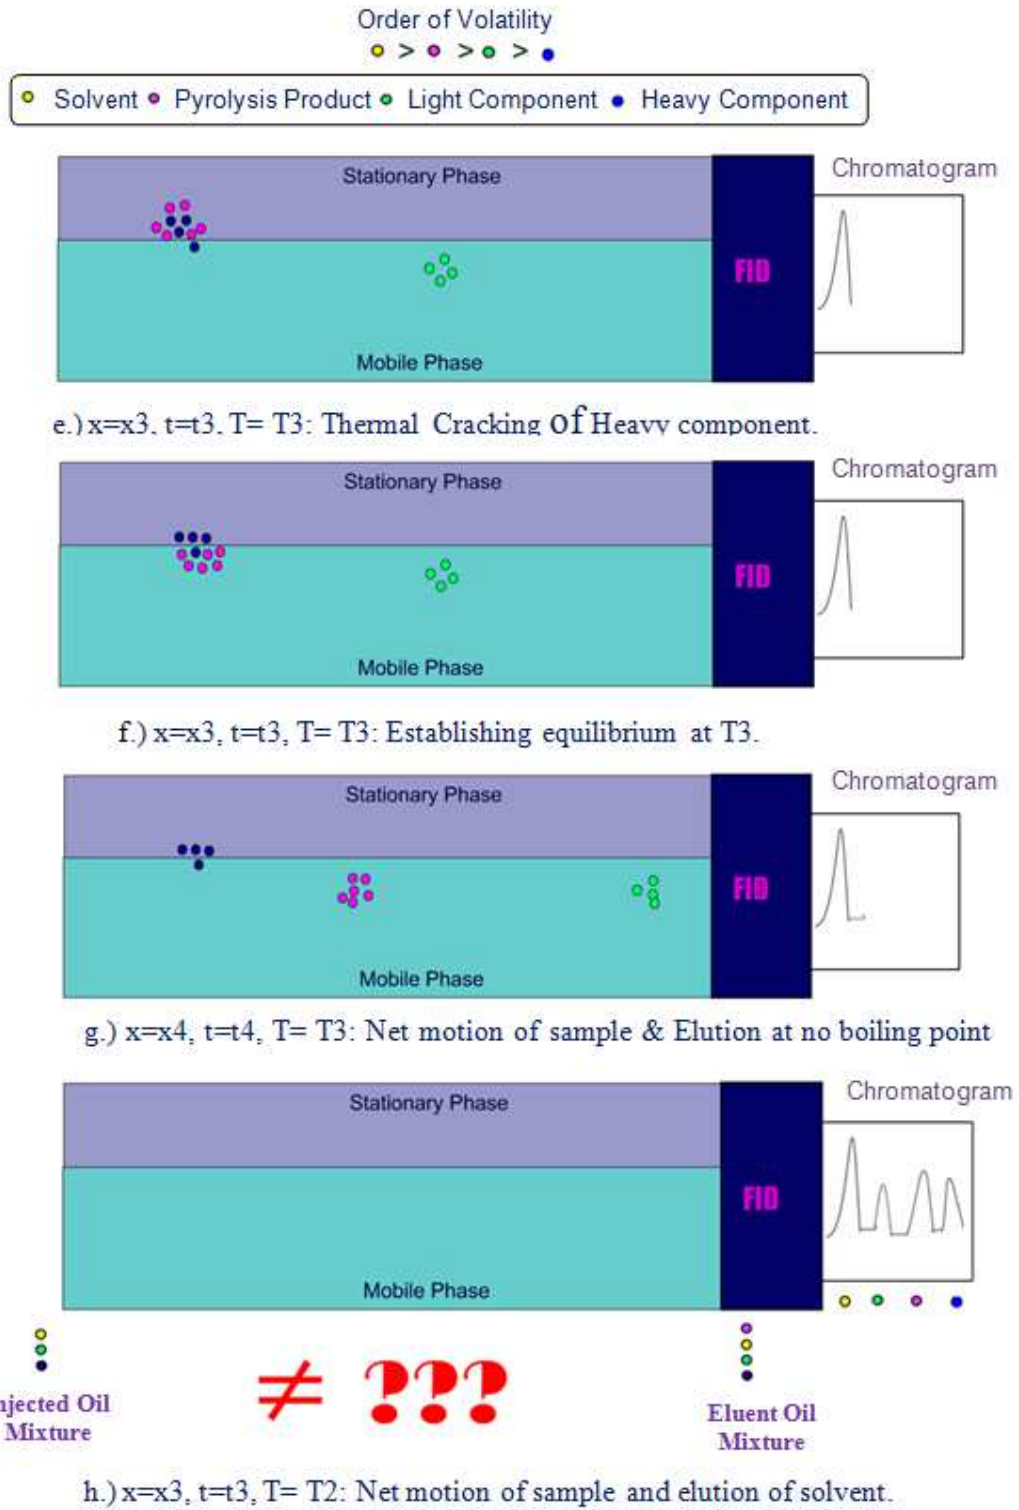 Order of Volatility
> > >
Solvent Pyrolysis Product Light Component Heavy Component
Stationary Phase
Chromatogram
FID
Mobile Phase
e.) x=x3, t=t3, T= T3: Thermal Cracking of Heavy component.
Stationary Phase
Chromatogram
FID
Mobile Phase
f.) x=x3, t=t3, T= T3: Establishing equilibrium at T3.
Stationary Phase
Chromatogram
FID
Mobile Phase
g.) x=x4, t=t4, T= T3: Net motion of sample & Elution at no boiling point
Stationary Phase
Chromatogram
FID
Mobile Phase
≠ ???
njected Oil
Mixture
Eluent Oil
Mixture
h.) x=x3, t=t3, T= T2: Net motion of sample and elution of solvent.